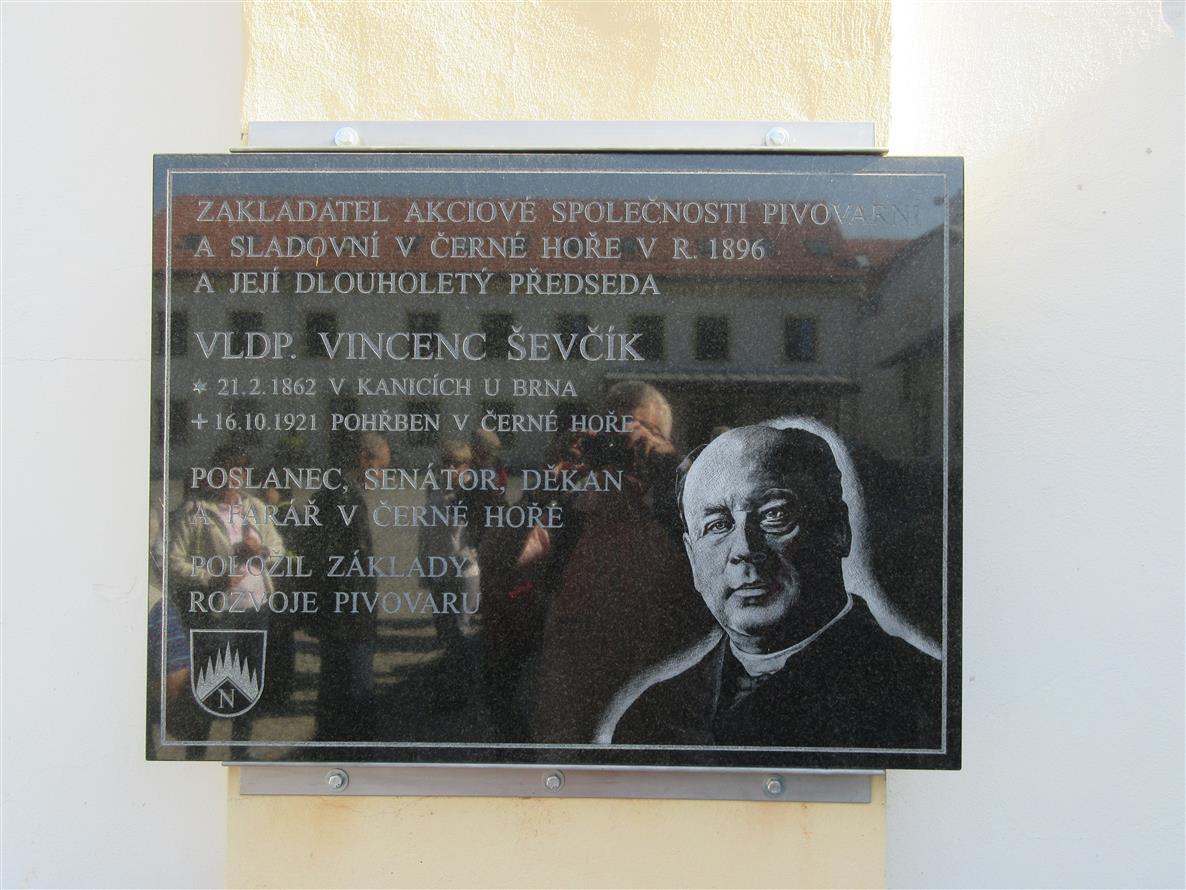 ZAKLADATEL AKCIOVÉ SPOLEČNOSTI PIVOVARNÍ
A SLADOVNÍ V ČERNÉ HOŘE V R. 1896
A JEJÍ DLOUHOLETÝ PŘEDSEDA
VLDP. VINCENC ŠEVČÍK
* 21.2.1862 V KANICÍCH U BRNA
+ 16.10.1921 POHŘBEN V ČERNÉ HOŘE
POSLANEC, SENÁTOR, DĚKAN
A FARÁŘ V ČERNÉ HOŘE
POLOŽIL ZÁKLADY
ROZVOJE PIVOVARU
N